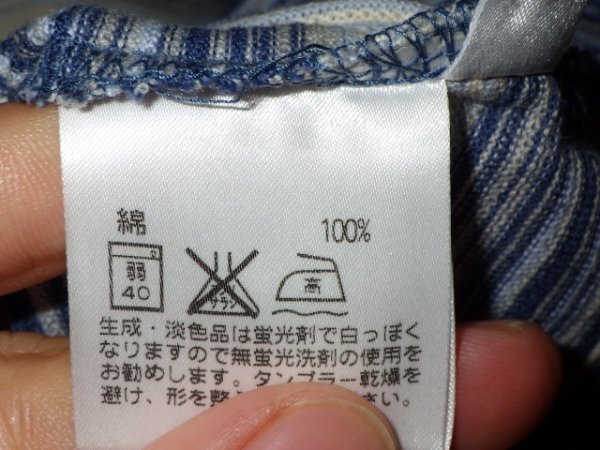 綿 100%
弱 40 サラシ 高
生成・淡色品は蛍光剤で白っぽく
なりますので無蛍光洗剤の使用を
お勧めします。タンブラー乾燥を
避け、形を整 さい。